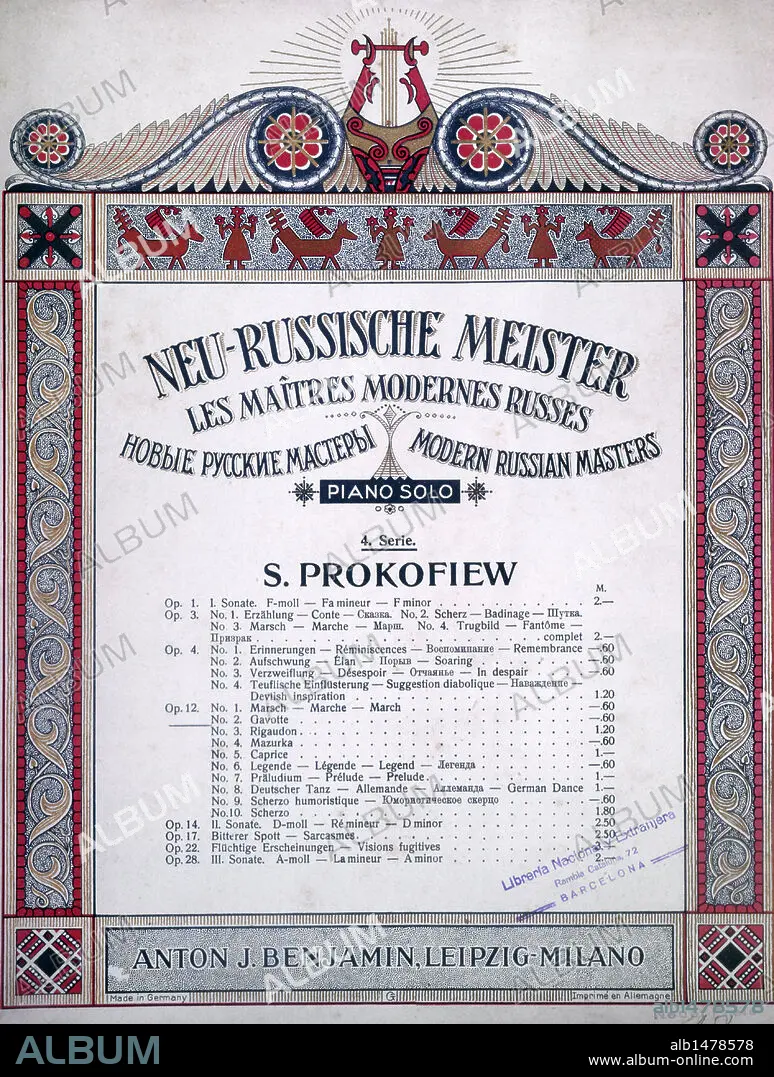 NEU-RUSSISCHE MEISTER
LES MAÎTRES MODERNES RUSSES
НОВЫЕ РУССКИЕ МАСТЕРЫ
MODERN RUSSIAN MASTERS
PIANO SOLO
4. Serie.
S. PROKOFIEW
M.
Op. 1. I. Sonate. F-moll — Fa mineur — F minor 2.—
Op. 3. No. 1. Erzählung — Conte — Сказка. No. 2. Scherz — Badinage — Шутка.
No. 3. Marsch — Marche — Марш. No. 4. Trugbild — Fantôme —
Призрак complet 2.—
Op. 4. No. 1. Erinnerungen — Réminiscences — Воспоминание — Remembrance —.60
No. 2. Aufschwung — Élan — Порыв — Soaring —.60
No. 3. Verzweiflung — Désespoir — Отчаянье — In despair —.60
No. 4. Teuflische Einflüsterung — Suggestion diabolique — Наваждение —
Devlish inspiration 1.20
Op. 12. No. 1. Marsch — Marche — March —.60
No. 2. Gavotte —.60
No. 3. Rigaudon 1.20
No. 4. Mazurka —.60
No. 5. Caprice 1.—
No. 6. Legende — Légende — Legend — Легенда —.60
No. 7. Präludium — Prélude — Prelude 1.—
No. 8. Deutscher Tanz — Allemande — Аллеманда — German Dance 1.—
No. 9. Scherzo humoristique — Юмористическое скерцо —.60
No. 10. Scherzo 1.80
Op. 14. II. Sonate. D-moll — Ré mineur — D minor 2.50
Op. 17. Bitterer Spott — Sarcasmes 2.50
Op. 22. Flüchtige Erscheinungen — Visions fugitives
Op. 28. III. Sonate. A-moll — La mineur — A minor 2.—
Librería Nacional y Extranjera
Rambla Cataluña, 72
BARCELONA
ANTON J. BENJAMIN, LEIPZIG-MILANO
Made in Germany
Imprimé en Allemagne
ALBUM
alb1478578
www.album-online.com